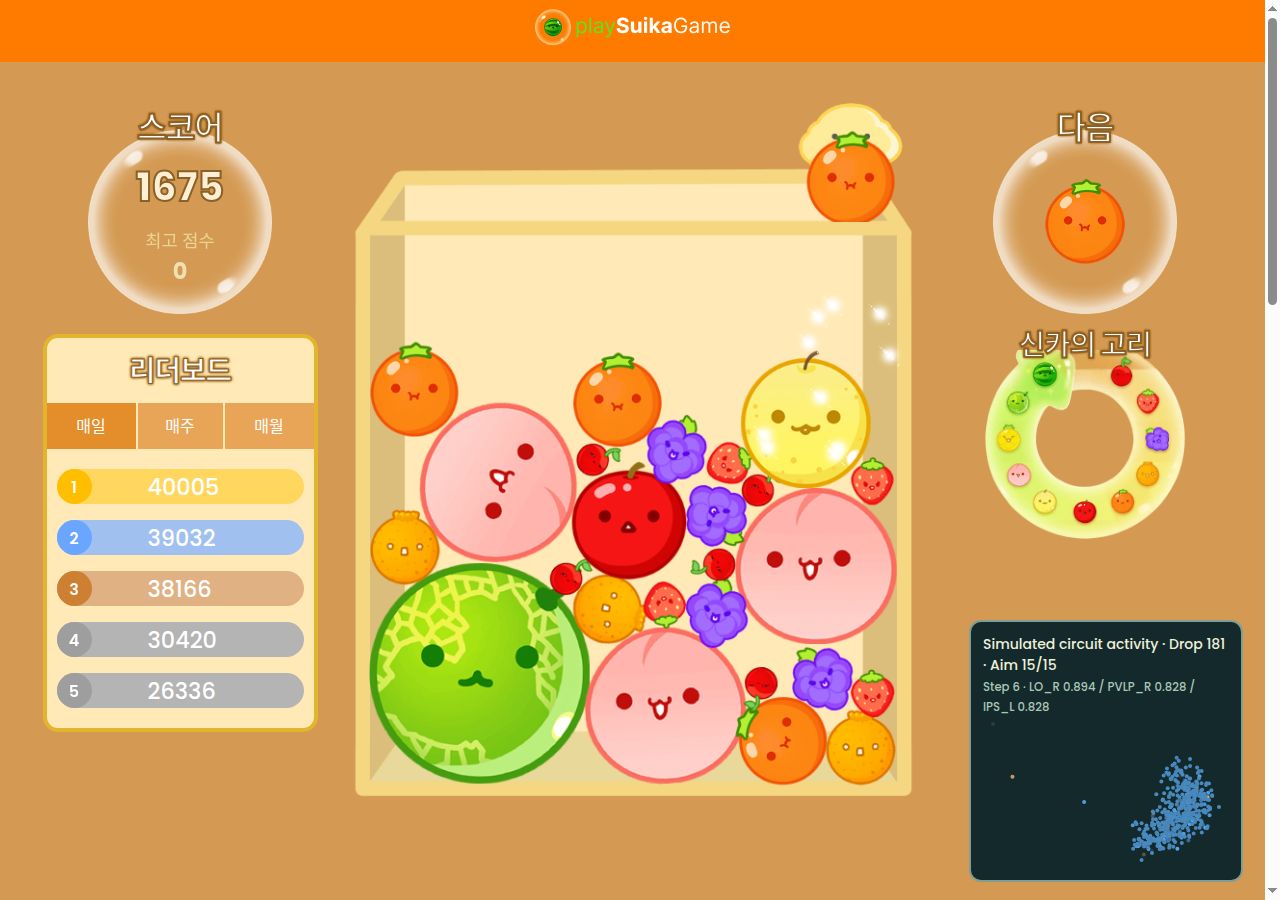 playSuikaGame
스코어
1675
최고 점수
0
리더보드
매일 매주 매월
1 40005
2 39032
3 38166
4 30420
5 26336
다음
신카의 고리
Simulated circuit activity · Drop 181
· Aim 15/15
Step 6 · LO_R 0.894 / PVLP_R 0.828 /
IPS_L 0.828